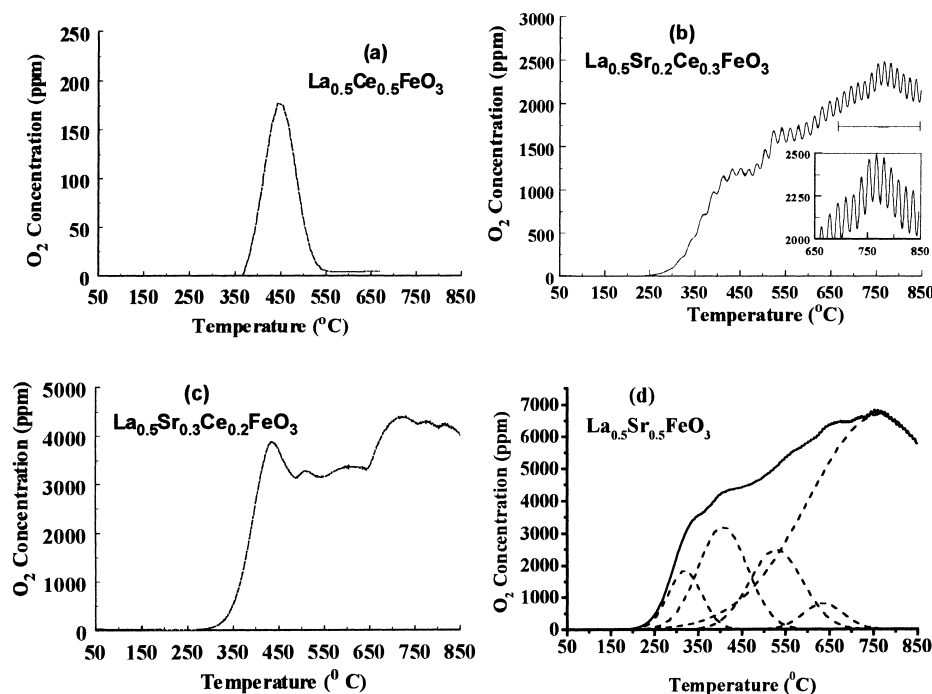 (a)
La0.5Ce0.5FeO3
O2 Concentration (ppm)
250
200
150
100
50
0
50 150 250 350 450 550 650 750 850
Temperature (°C)
(b)
La0.5Sr0.2Ce0.3FeO3
O2 Concentration (ppm)
3000
2500
2000
1500
1000
500
0
2500
2250
2000
650 750 850
50 150 250 350 450 550 650 750 850
Temperature (°C)
(c)
La0.5Sr0.3Ce0.2FeO3
O2 Concentration (ppm)
5000
4000
3000
2000
1000
0
50 150 250 350 450 550 650 750 850
Temperature (⁰ C)
(d)
La0.5Sr0.5FeO3
O2 Concentration (ppm)
7000
6000
5000
4000
3000
2000
1000
0
50 150 250 350 450 550 650 750 850
Temperature (⁰C)